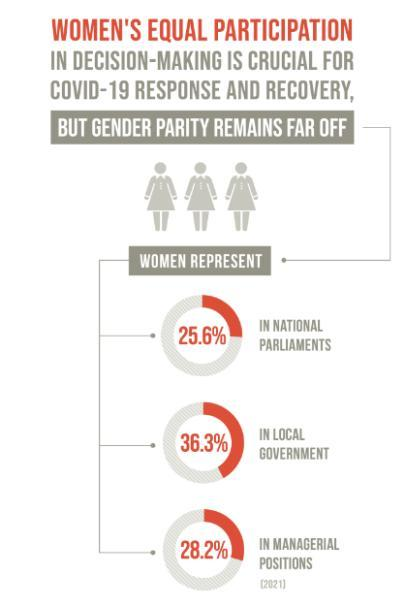 WOMEN'S EQUAL PARTICIPATION
IN DECISION-MAKING IS CRUCIAL FOR
COVID-19 RESPONSE AND RECOVERY,
BUT GENDER PARITY REMAINS FAR OFF
WOMEN REPRESENT
25.6%
IN NATIONAL
PARLIAMENTS
36.3%
IN LOCAL
GOVERNMENT
28.2%
IN MANAGERIAL
POSITIONS
(2021)